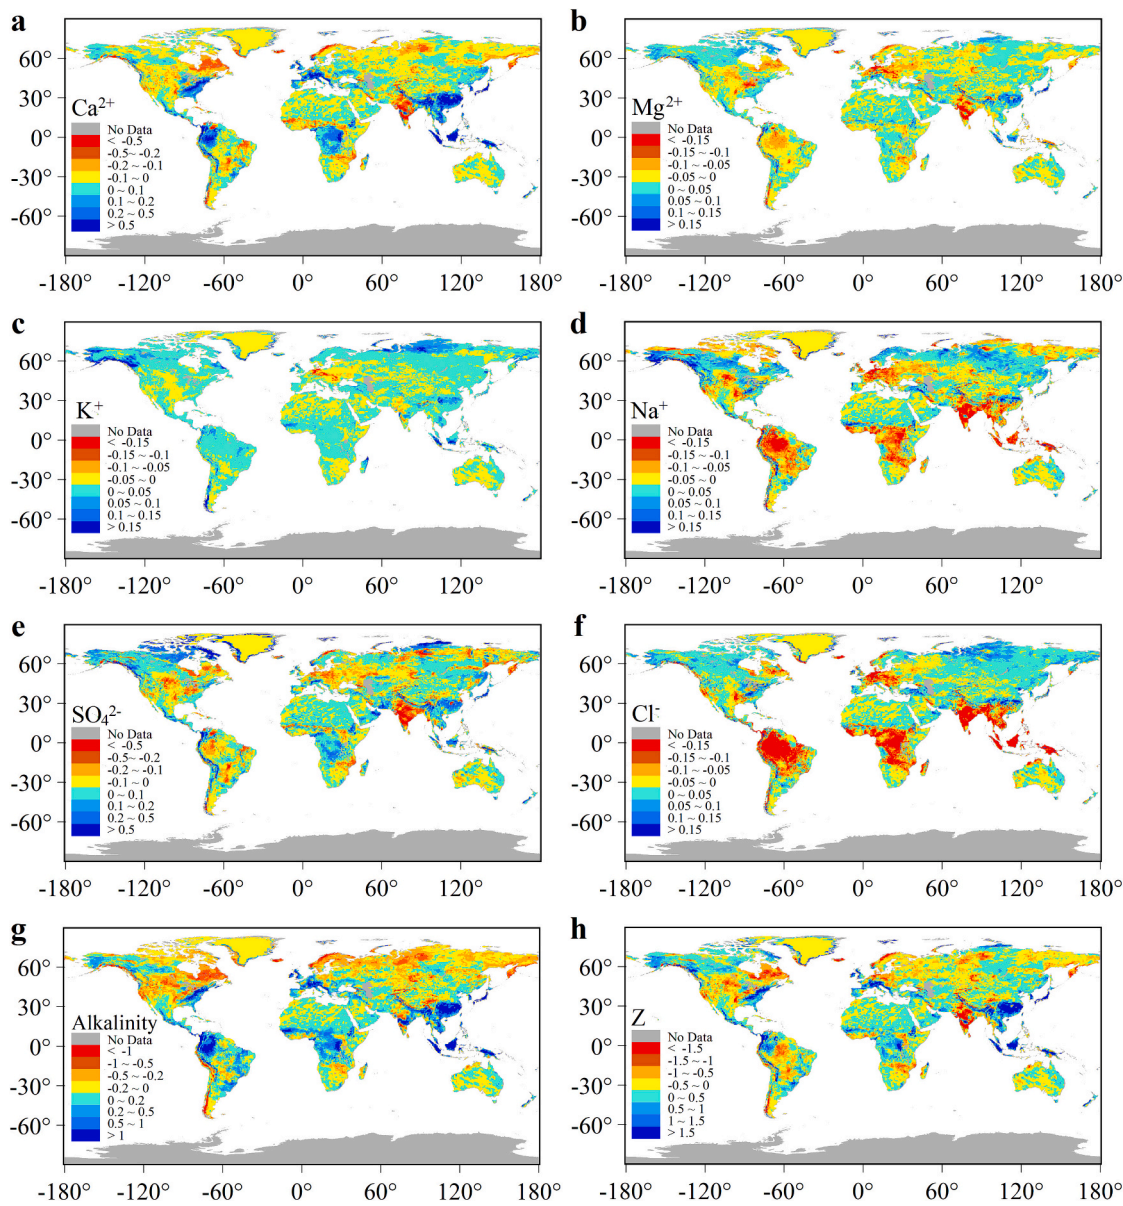 a
60°
30°
0°
-30°
-60°
Ca²⁺
No Data
< -0.5
-0.5~ -0.2
-0.2 ~ -0.1
-0.1 ~ 0
0 ~ 0.1
0.1 ~ 0.2
0.2 ~ 0.5
> 0.5
-180° -120° -60° 0° 60° 120° 180°
b
60°
30°
0°
-30°
-60°
Mg²⁺
No Data
< -0.15
-0.15 ~ -0.1
-0.1 ~ -0.05
-0.05 ~ 0
0 ~ 0.05
0.05 ~ 0.1
0.1 ~ 0.15
> 0.15
-180° -120° -60° 0° 60° 120° 180°
c
60°
30°
0°
-30°
-60°
K⁺
No Data
< -0.15
-0.15 ~ -0.1
-0.1 ~ -0.05
-0.05 ~ 0
0 ~ 0.05
0.05 ~ 0.1
0.1 ~ 0.15
> 0.15
-180° -120° -60° 0° 60° 120° 180°
d
60°
30°
0°
-30°
-60°
Na⁺
No Data
< -0.15
-0.15 ~ -0.1
-0.1 ~ -0.05
-0.05 ~ 0
0 ~ 0.05
0.05 ~ 0.1
0.1 ~ 0.15
> 0.15
-180° -120° -60° 0° 60° 120° 180°
e
60°
30°
0°
-30°
-60°
SO₄²⁻
No Data
< -0.5
-0.5~ -0.2
-0.2 ~ -0.1
-0.1 ~ 0
0 ~ 0.1
0.1 ~ 0.2
0.2 ~ 0.5
> 0.5
-180° -120° -60° 0° 60° 120° 180°
f
60°
30°
0°
-30°
-60°
Cl⁻
No Data
< -0.15
-0.15 ~ -0.1
-0.1 ~ -0.05
-0.05 ~ 0
0 ~ 0.05
0.05 ~ 0.1
0.1 ~ 0.15
> 0.15
-180° -120° -60° 0° 60° 120° 180°
g
60°
30°
0°
-30°
-60°
Alkalinity
No Data
< -1
-1 ~ -0.5
-0.5 ~ -0.2
-0.2 ~ 0
0 ~ 0.2
0.2 ~ 0.5
0.5 ~ 1
> 1
-180° -120° -60° 0° 60° 120° 180°
h
60°
30°
0°
-30°
-60°
Z
No Data
< -1.5
-1.5 ~ -1
-1 ~ -0.5
-0.5 ~ 0
0 ~ 0.5
0.5 ~ 1
1 ~ 1.5
> 1.5
-180° -120° -60° 0° 60° 120° 180°